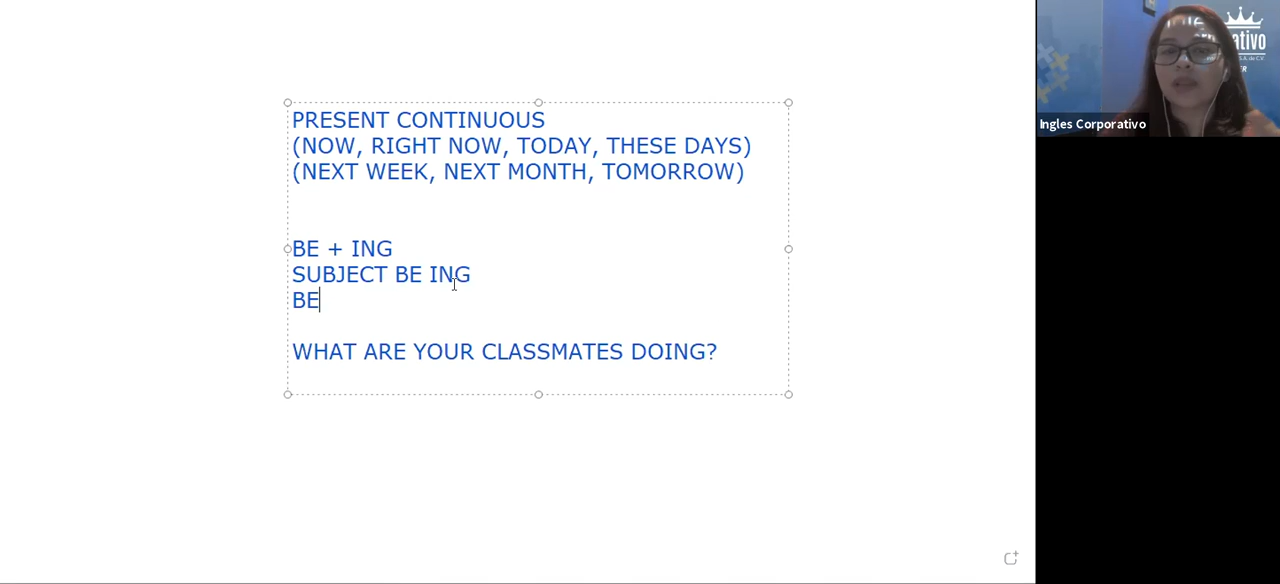 PRESENT CONTINUOUS
(NOW, RIGHT NOW, TODAY, THESE DAYS)
(NEXT WEEK, NEXT MONTH, TOMORROW)
BE + ING
SUBJECT BE ING
BE
WHAT ARE YOUR CLASSMATES DOING?
Ingles Corporativo